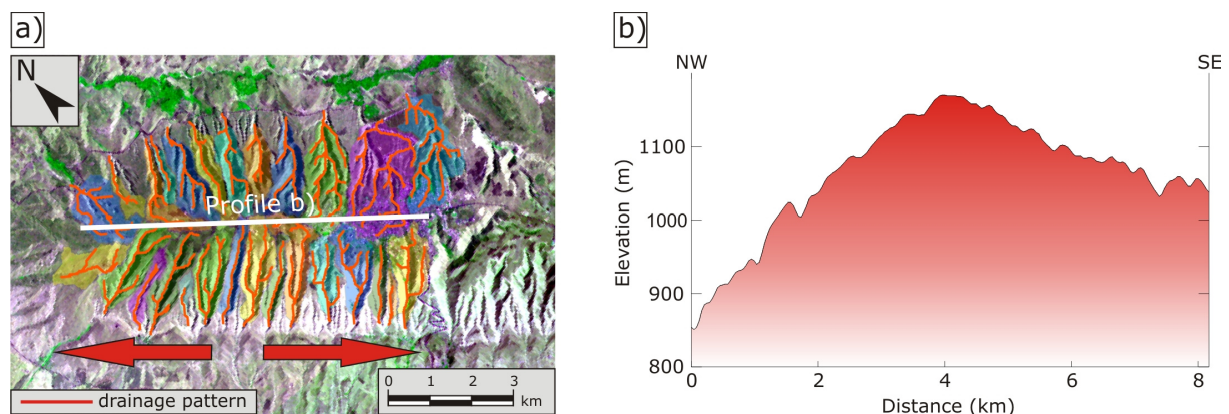 a)
N
Profile b)
drainage pattern
0 1 2 3
km
b)
NW SE
Elevation (m)
1100
1000
900
800
0 2 4 6 8
Distance (km)